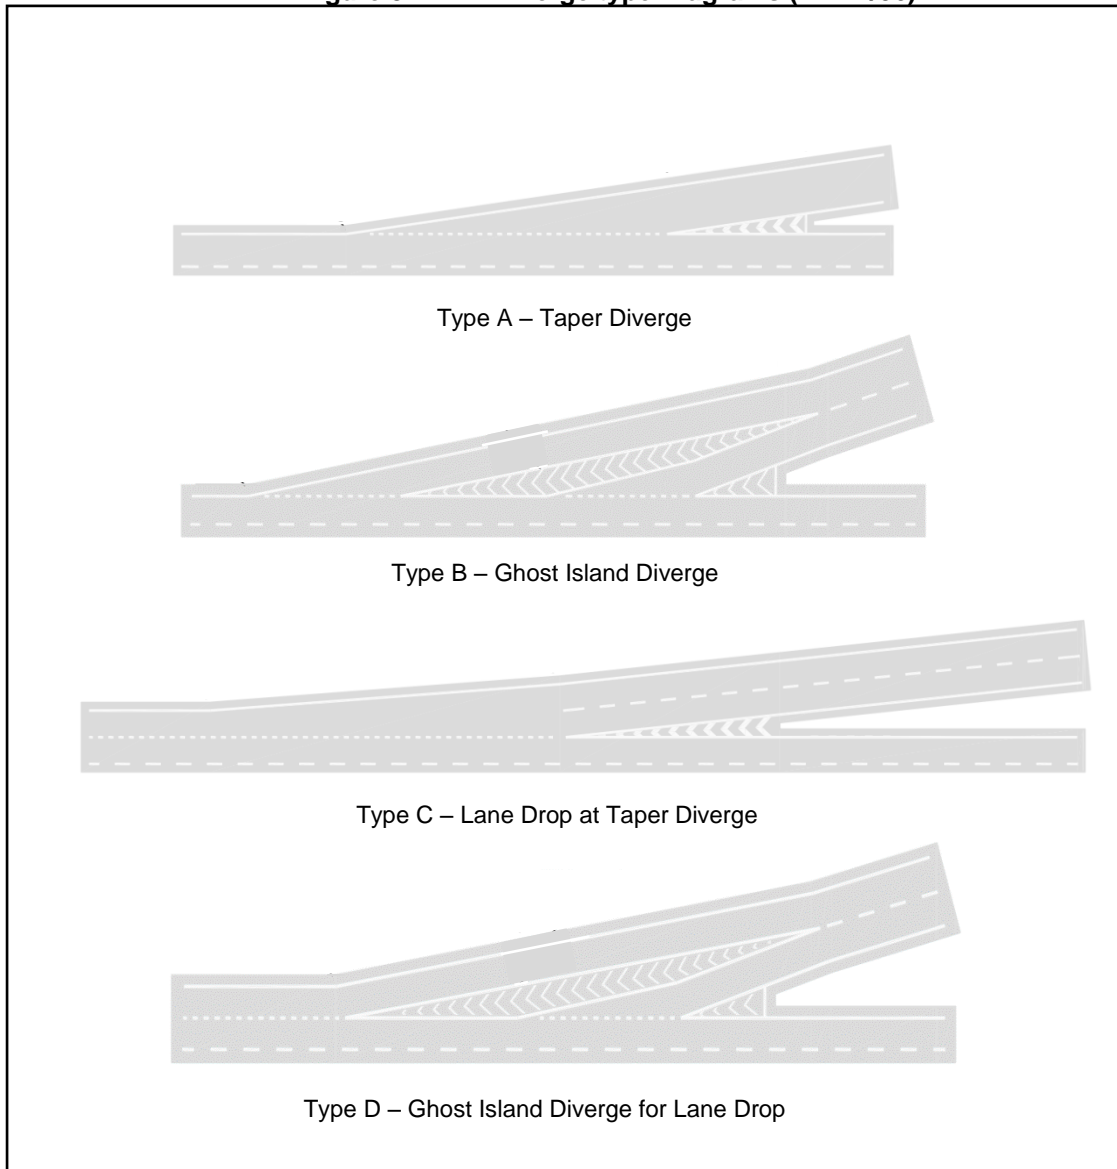 Type A – Taper Diverge
Type B – Ghost Island Diverge
Type C – Lane Drop at Taper Diverge
Type D – Ghost Island Diverge for Lane Drop